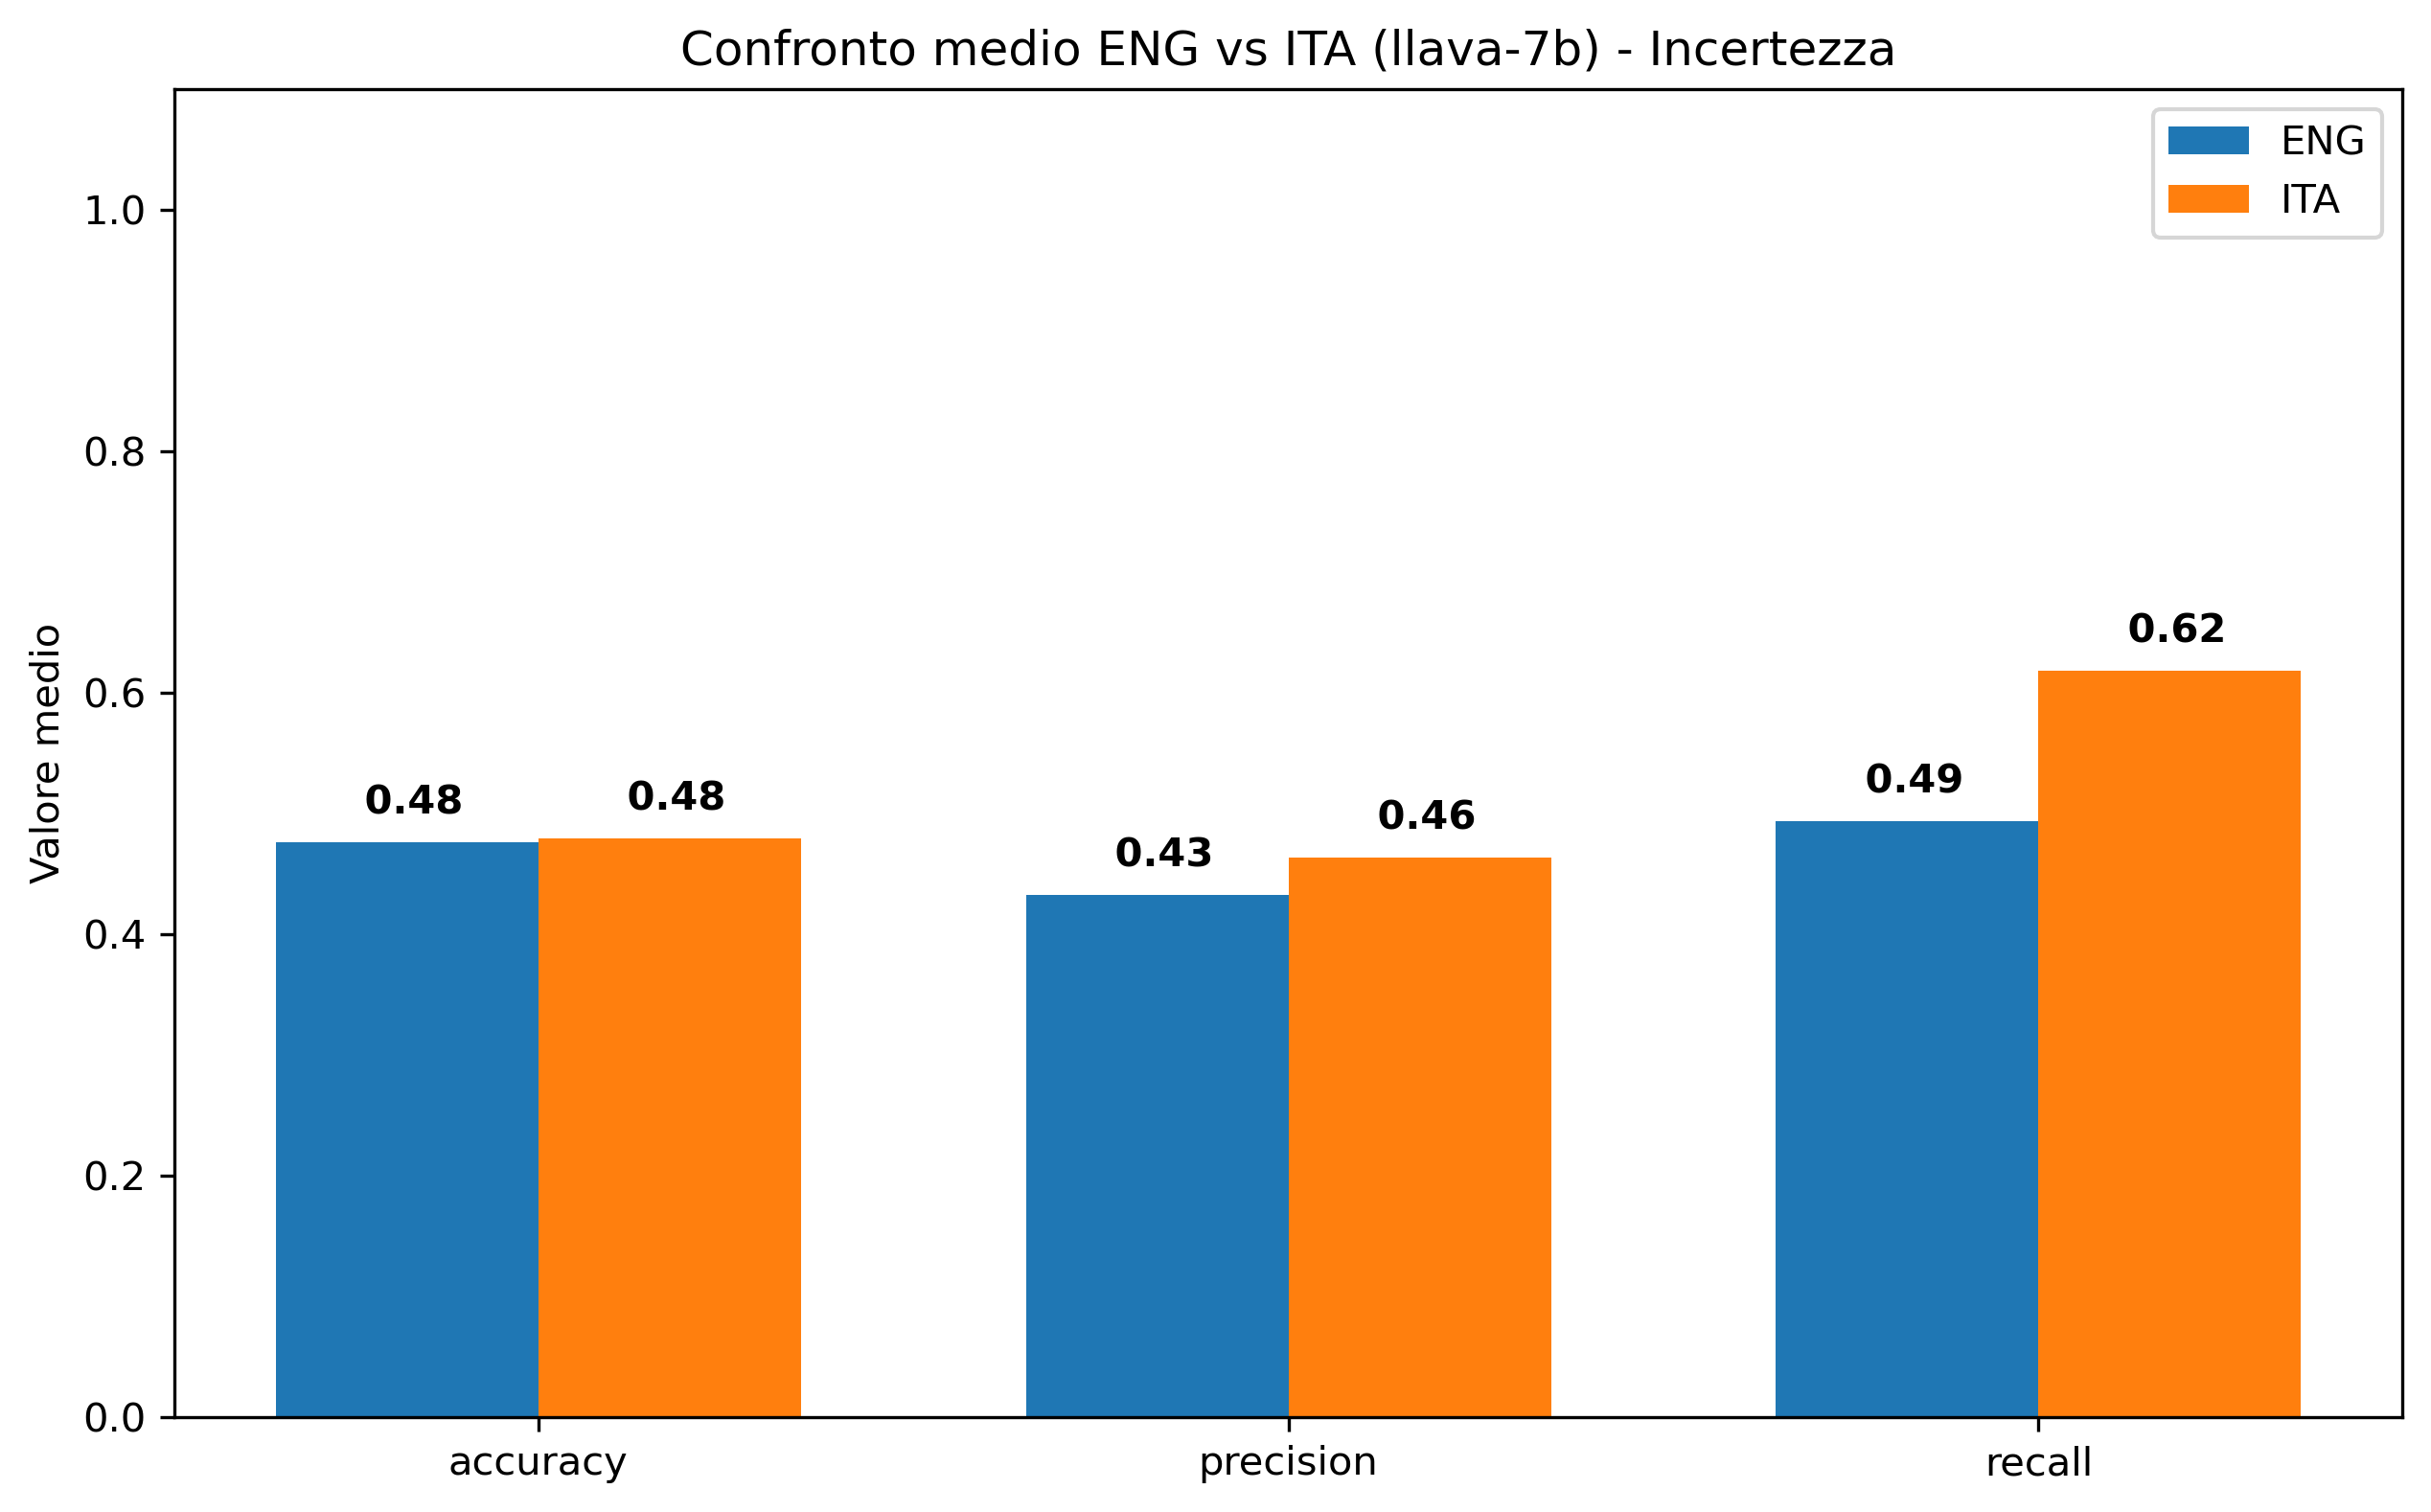 Confronto medio ENG vs ITA (llava-7b) - Incertezza
ENG
ITA
Valore medio
1.0
0.8
0.6
0.4
0.2
0.0
0.48
0.48
0.43
0.46
0.49
0.62
accuracy
precision
recall